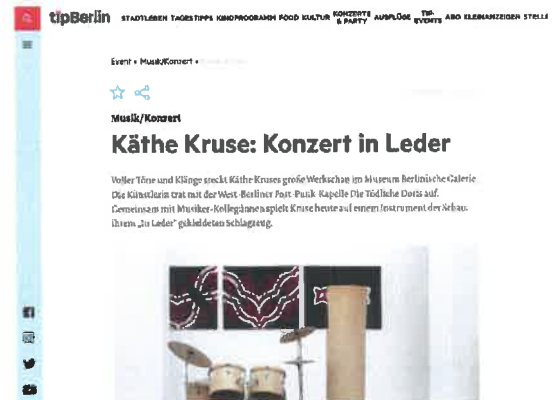 tipBerlin STADTLEBEN TAGESTIPPS KINOPROGRAMM FOOD KULTUR KONZERTE & PARTY AUSFLÜGE TIP-EVENTS ABO KLEINANZEIGEN STELLE
Event • Musik/Konzert •
Musik/Konzert
Käthe Kruse: Konzert in Leder
Voller Töne und Klänge steckt Käthe Kruses große Werkschau im Museum Berlinische Galerie.
Die Künstlerin trat mit der West-Berliner Post-Punk-Kapelle Die Tödliche Doris auf.
Gemeinsam mit Musiker-Kolleg:innen spielt Kruse heute auf einem Instrument der Schau:
ihrem „In Leder" gekleideten Schlagzeug.